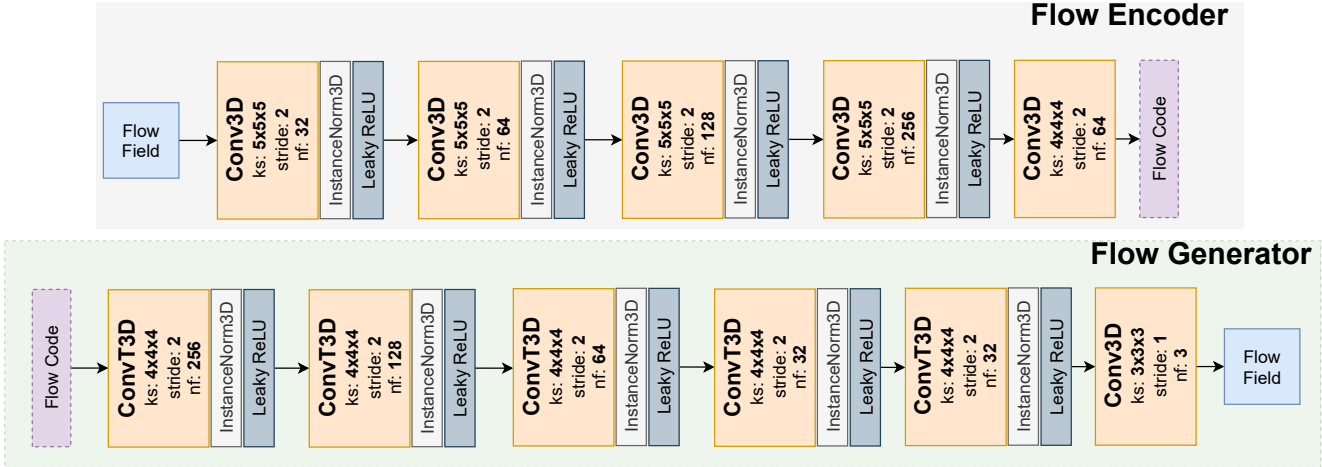 Flow Encoder
Flow
Field
Conv3D
ks: 5x5x5
stride: 2
nf: 32
InstanceNorm3D
Leaky ReLU
Conv3D
ks: 5x5x5
stride: 2
nf: 64
InstanceNorm3D
Leaky ReLU
Conv3D
ks: 5x5x5
stride: 2
nf: 128
InstanceNorm3D
Leaky ReLU
Conv3D
ks: 5x5x5
stride: 2
nf: 256
InstanceNorm3D
Leaky ReLU
Conv3D
ks: 4x4x4
stride: 2
nf: 64
Flow Code
Flow Generator
Flow Code
ConvT3D
ks: 4x4x4
stride: 2
nf: 256
InstanceNorm3D
Leaky ReLU
ConvT3D
ks: 4x4x4
stride: 2
nf: 128
InstanceNorm3D
Leaky ReLU
ConvT3D
ks: 4x4x4
stride: 2
nf: 64
InstanceNorm3D
Leaky ReLU
ConvT3D
ks: 4x4x4
stride: 2
nf: 32
InstanceNorm3D
Leaky ReLU
ConvT3D
ks: 4x4x4
stride: 2
nf: 32
InstanceNorm3D
Leaky ReLU
Conv3D
ks: 3x3x3
stride: 1
nf: 3
Flow
Field